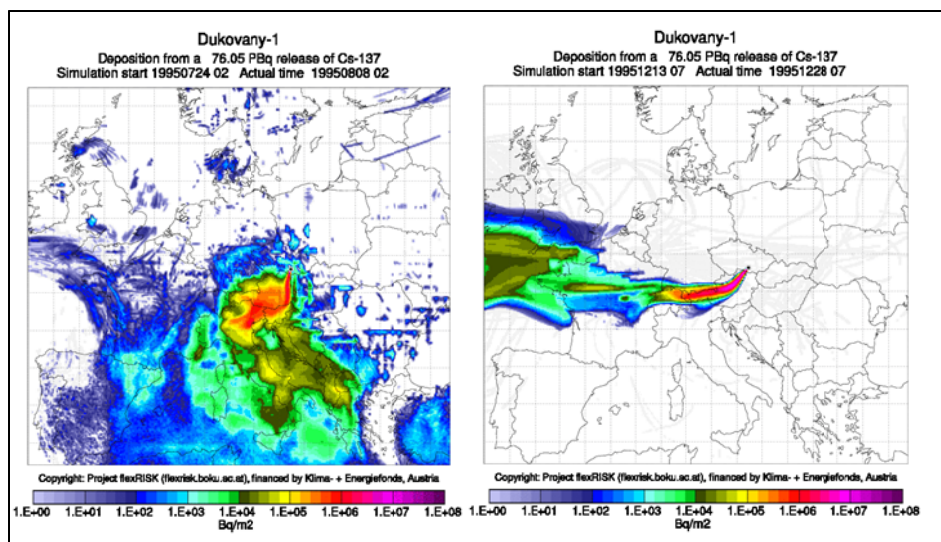 Dukovany-1
Deposition from a 76.05 PBq release of Cs-137
Simulation start 19950724 02 Actual time 19950808 02
Copyright: Project flexRISK (flexrisk.boku.ac.at), financed by Klima- + Energiefonds, Austria
1.E+00 1.E+01 1.E+02 1.E+03 1.E+04 1.E+05 1.E+06 1.E+07 1.E+08
Bq/m2
Dukovany-1
Deposition from a 76.05 PBq release of Cs-137
Simulation start 19951213 07 Actual time 19951228 07
Copyright: Project flexRISK (flexrisk.boku.ac.at), financed by Klima- + Energiefonds, Austria
1.E+00 1.E+01 1.E+02 1.E+03 1.E+04 1.E+05 1.E+06 1.E+07 1.E+08
Bq/m2